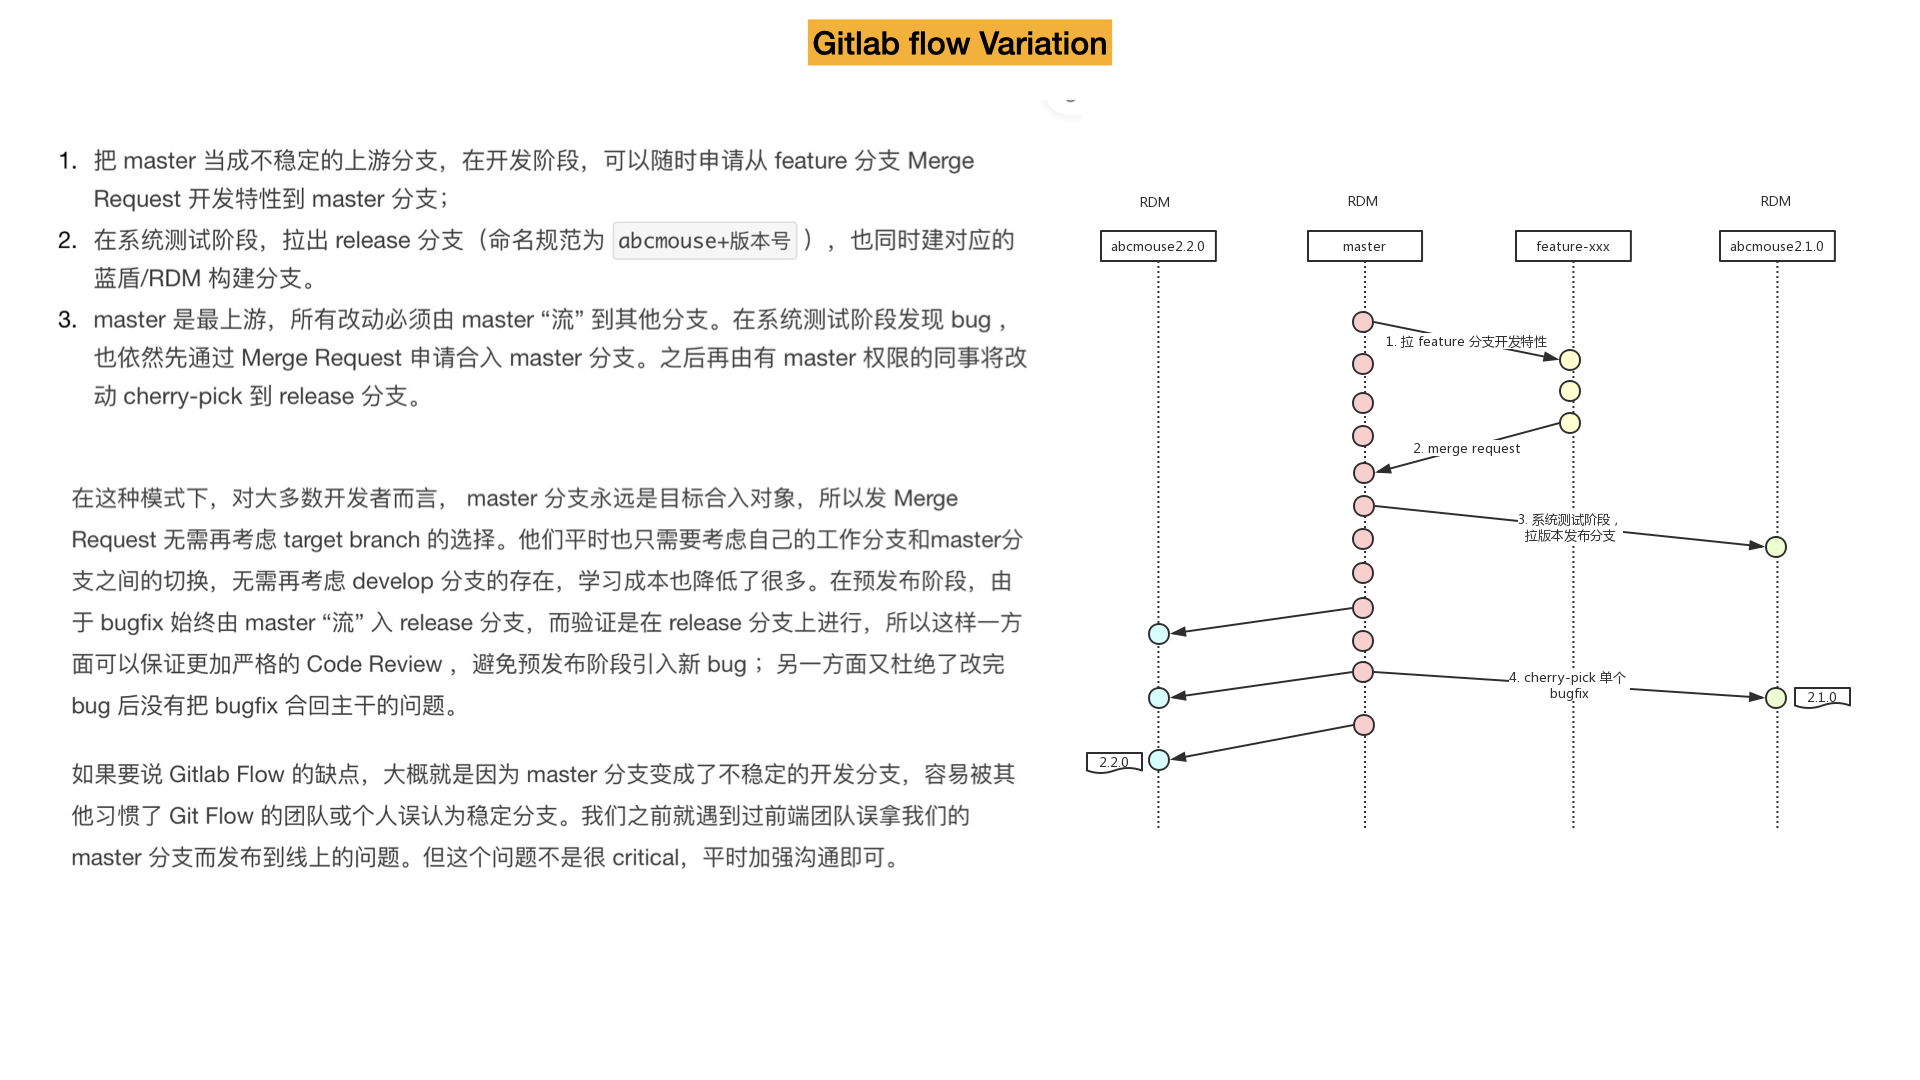 Gitlab flow Variation
1. 把 master 当成不稳定的上游分支，在开发阶段，可以随时申请从 feature 分支 Merge
Request 开发特性到 master 分支；
2. 在系统测试阶段，拉出 release 分支（命名规范为 abcmouse+版本号 ），也同时建对应的
蓝盾/RDM 构建分支。
3. master 是最上游，所有改动必须由 master “流” 到其他分支。在系统测试阶段发现 bug ，
也依然先通过 Merge Request 申请合入 master 分支。之后再由有 master 权限的同事将改
动 cherry-pick 到 release 分支。
在这种模式下，对大多数开发者而言， master 分支永远是目标合入对象，所以发 Merge
Request 无需再考虑 target branch 的选择。他们平时也只需要考虑自己的工作分支和master分
支之间的切换，无需再考虑 develop 分支的存在，学习成本也降低了很多。在预发布阶段，由
于 bugfix 始终由 master “流” 入 release 分支，而验证是在 release 分支上进行，所以这样一方
面可以保证更加严格的 Code Review ，避免预发布阶段引入新 bug ；另一方面又杜绝了改完
bug 后没有把 bugfix 合回主干的问题。
如果要说 Gitlab Flow 的缺点，大概就是因为 master 分支变成了不稳定的开发分支，容易被其
他习惯了 Git Flow 的团队或个人误认为稳定分支。我们之前就遇到过前端团队误拿我们的
master 分支而发布到线上的问题。但这个问题不是很 critical，平时加强沟通即可。
RDM
RDM
RDM
abcmouse2.2.0
master
feature-xxx
abcmouse2.1.0
1. 拉 feature 分支开发特性
2. merge request
3. 系统测试阶段，
拉版本发布分支
4. cherry-pick 单个
bugfix
2.1.0
2.2.0